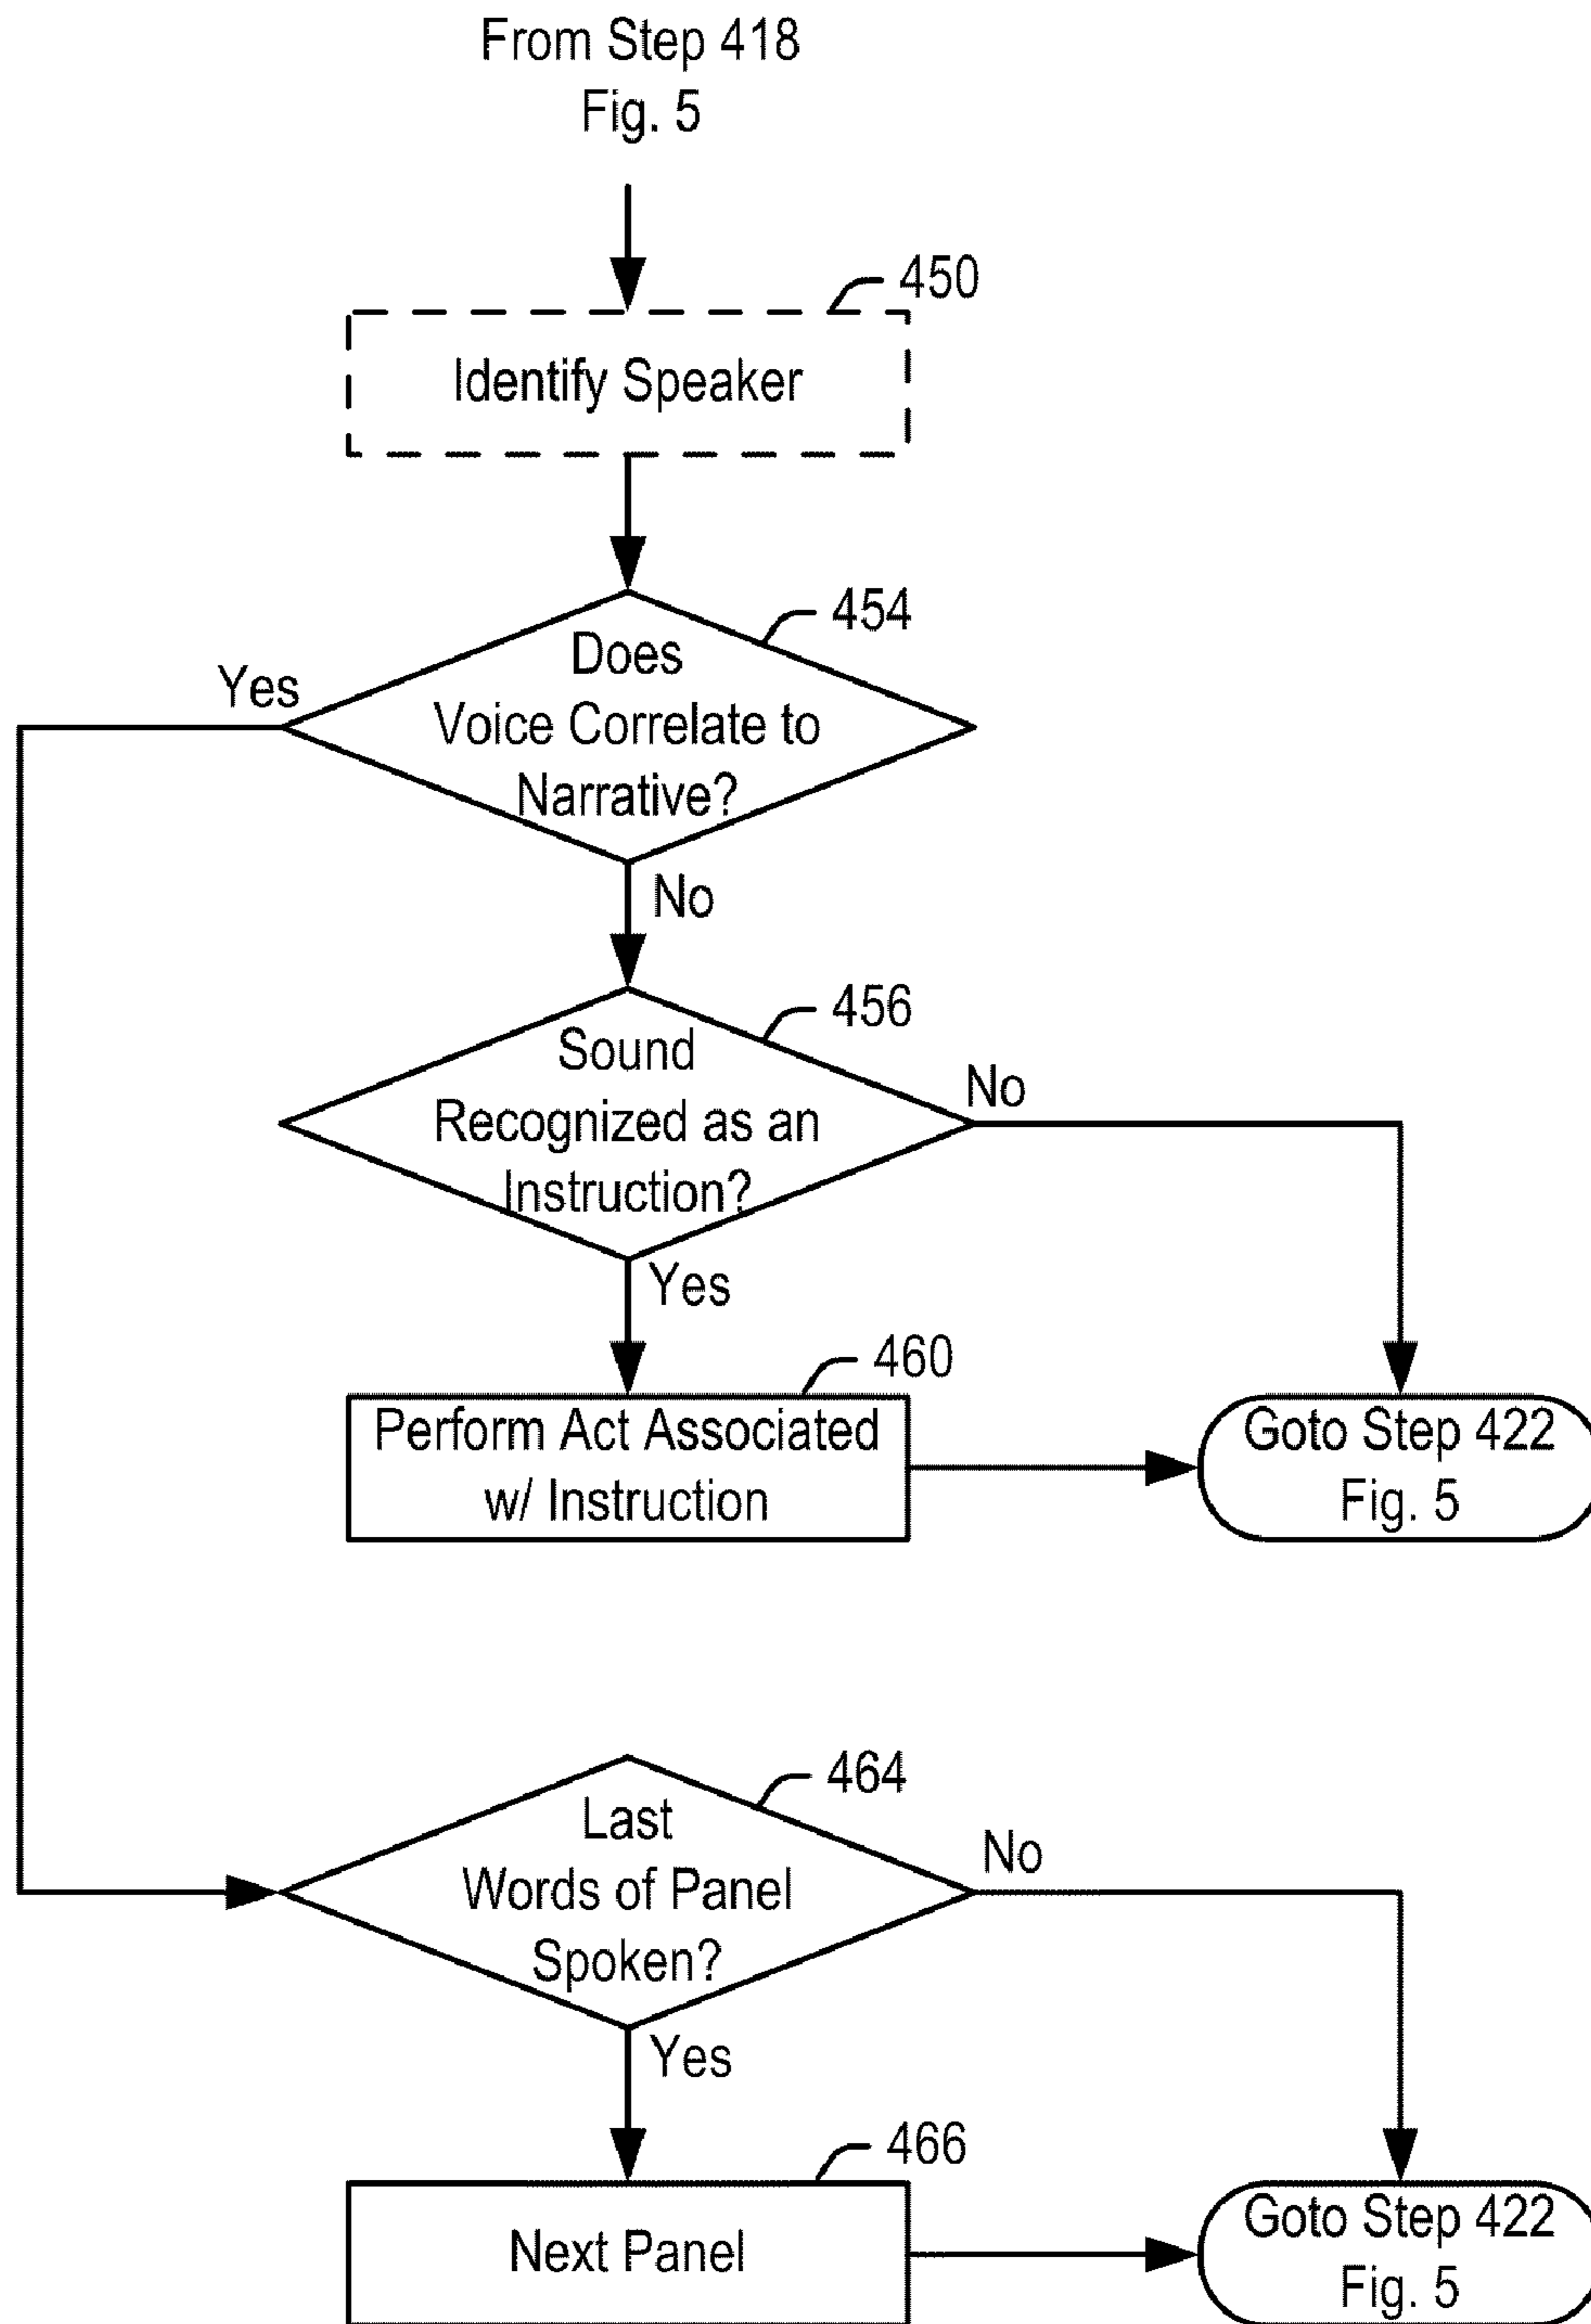 From Step 418
Fig. 5
450
Identify Speaker
454
Does
Voice Correlate to
Narrative?
Yes
No
456
Sound
Recognized as an
Instruction?
No
Yes
460
Perform Act Associated
w/ Instruction
Goto Step 422
Fig. 5
464
Last
Words of Panel
Spoken?
No
Yes
466
Next Panel
Goto Step 422
Fig. 5